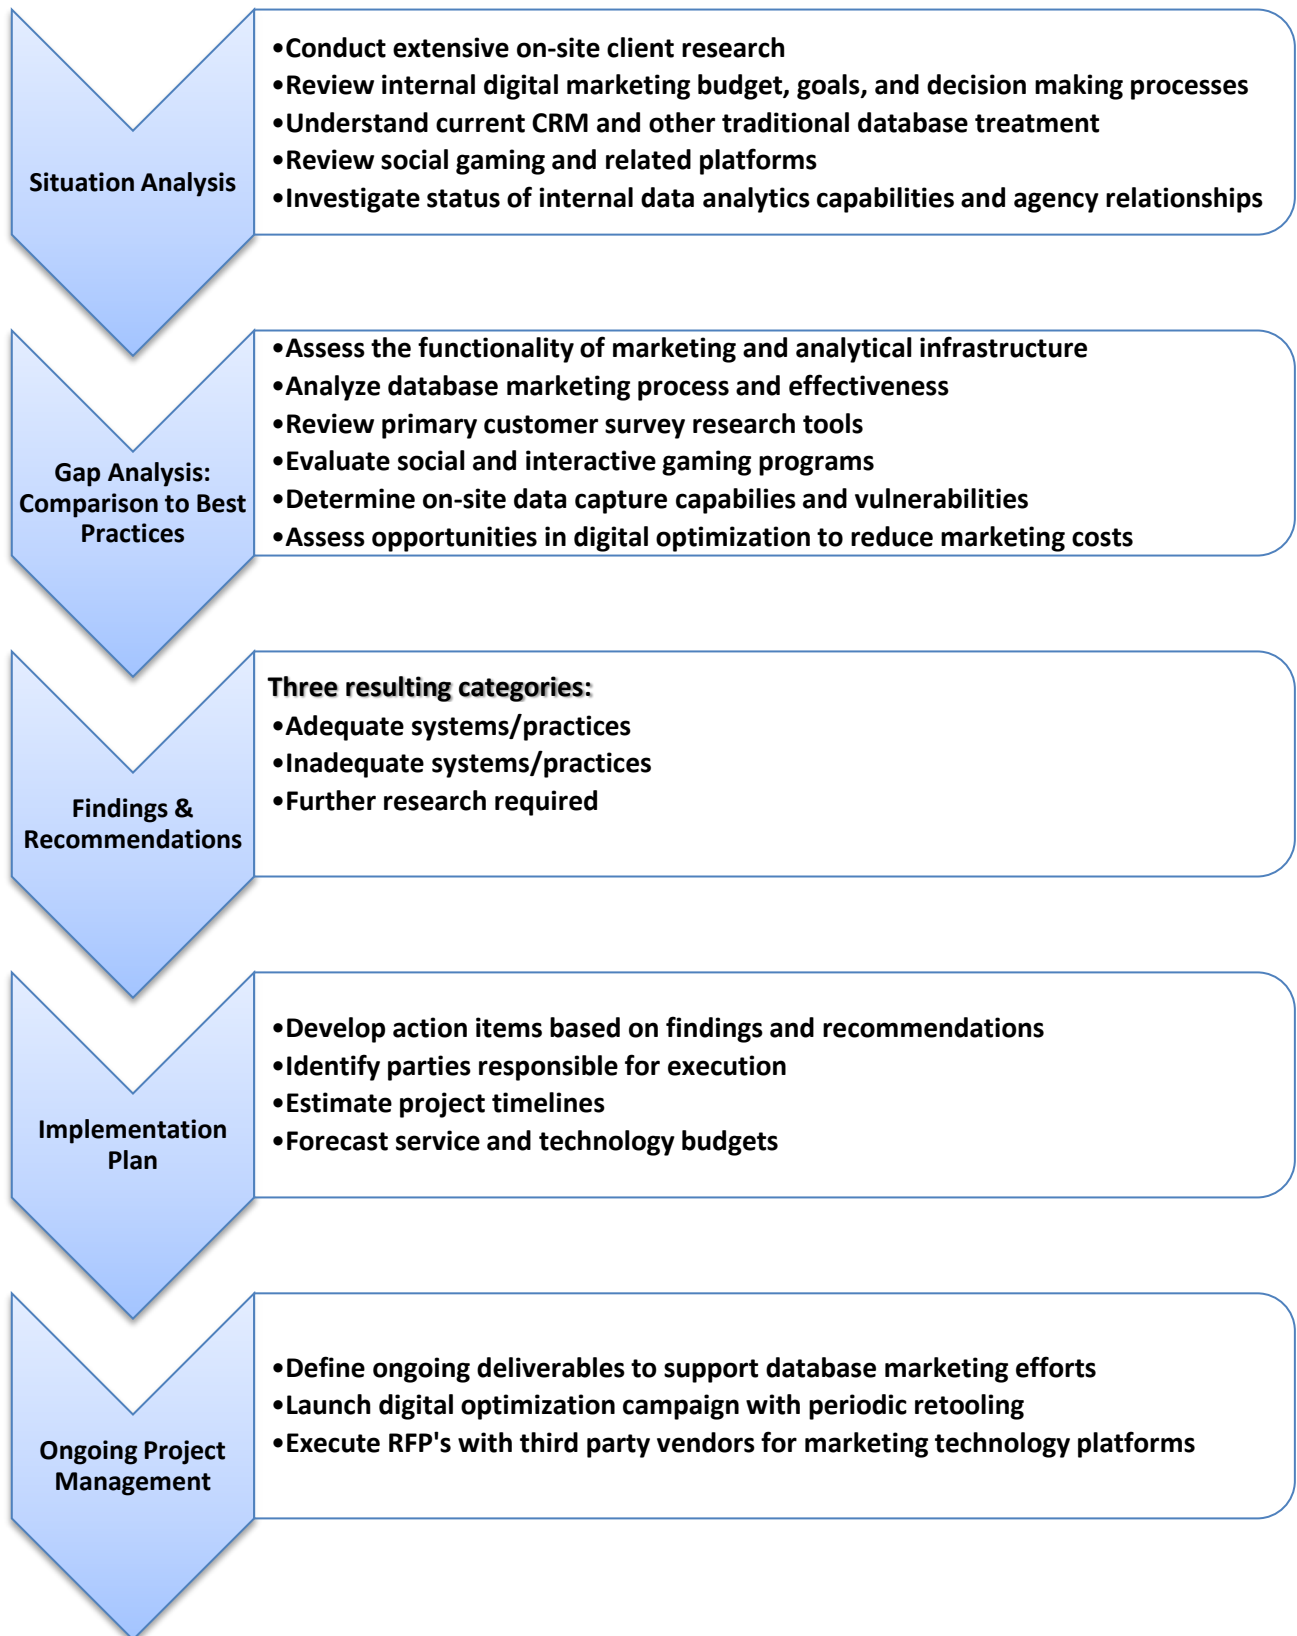 Situation Analysis
•Conduct extensive on-site client research
•Review internal digital marketing budget, goals, and decision making processes
•Understand current CRM and other traditional database treatment
•Review social gaming and related platforms
•Investigate status of internal data analytics capabilities and agency relationships
Gap Analysis:
Comparison to Best
Practices
•Assess the functionality of marketing and analytical infrastructure
•Analyze database marketing process and effectiveness
•Review primary customer survey research tools
•Evaluate social and interactive gaming programs
•Determine on-site data capture capabilies and vulnerabilities
•Assess opportunities in digital optimization to reduce marketing costs
Findings &
Recommendations
Three resulting categories:
•Adequate systems/practices
•Inadequate systems/practices
•Further research required
Implementation
Plan
•Develop action items based on findings and recommendations
•Identify parties responsible for execution
•Estimate project timelines
•Forecast service and technology budgets
Ongoing Project
Management
•Define ongoing deliverables to support database marketing efforts
•Launch digital optimization campaign with periodic retooling
•Execute RFP's with third party vendors for marketing technology platforms